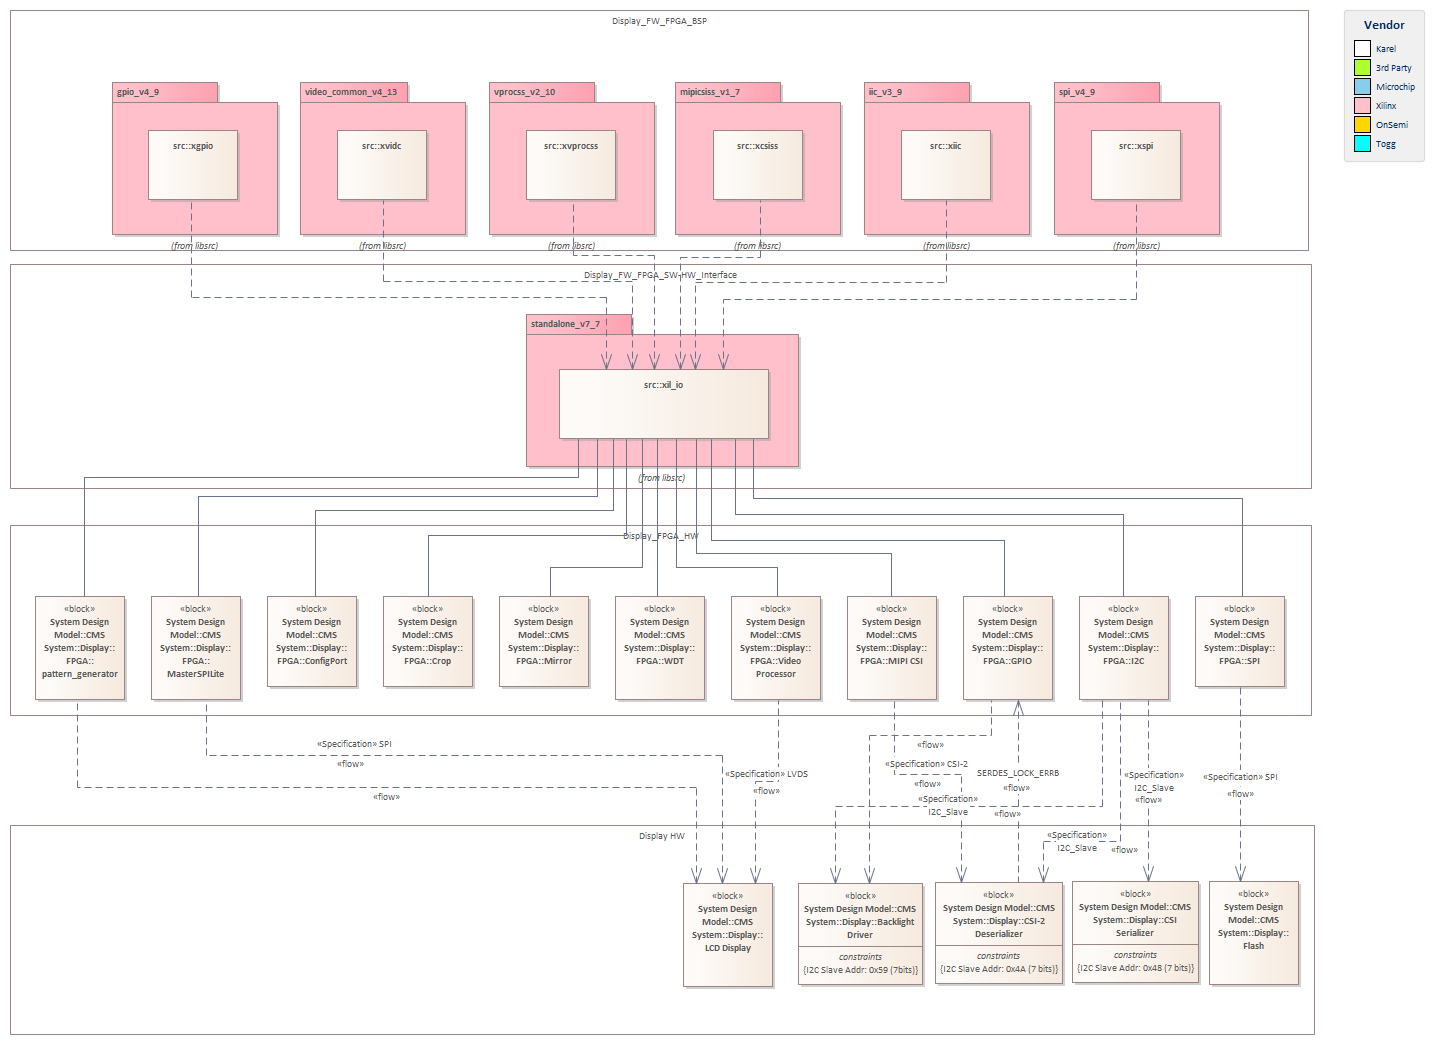 Display_FW_FPGA_BSP
Vendor
Karel
3rd Party
Microchip
Xilinx
OnSemi
Togg
gpio_v4_9
video_common_v4_13
vprocss_v2_10
mipicsiss_v1_7
iic_v3_9
spi_v4_9
src::xgpio
src::xvidc
src::xvprocss
src::xcsiss
src::xiic
src::xspi
(from libsrc)
(from libsrc)
(from libsrc)
(from libsrc)
(from libsrc)
(from libsrc)
Display_FW_FPGA_SW-HW_Interface
standalone_v7_7
src::xil_io
(from libsrc)
Display_FPGA_HW
«block»
System Design
Model::CMS
System::Display::
FPGA::
pattern_generator
«block»
System Design
Model::CMS
System::Display::
FPGA::
MasterSPILite
«block»
System Design
Model::CMS
System::Display::
FPGA::ConfigPort
«block»
System Design
Model::CMS
System::Display::
FPGA::Crop
«block»
System Design
Model::CMS
System::Display::
FPGA::Mirror
«block»
System Design
Model::CMS
System::Display::
FPGA::WDT
«block»
System Design
Model::CMS
System::Display::
FPGA::Video
Processor
«block»
System Design
Model::CMS
System::Display::
FPGA::MIPI CSI
«block»
System Design
Model::CMS
System::Display::
FPGA::GPIO
«block»
System Design
Model::CMS
System::Display::
FPGA::I2C
«block»
System Design
Model::CMS
System::Display::
FPGA::SPI
«Specification» SPI
«flow»
«flow»
«Specification» LVDS
«flow»
«flow»
«Specification» CSI-2
«flow»
«Specification»
I2C_Slave
SERDES_LOCK_ERRB
«flow»
«flow»
«Specification»
I2C_Slave
«flow»
«Specification»
I2C_Slave
«flow»
«Specification» SPI
«flow»
Display HW
«block»
System Design
Model::CMS
System::Display::
LCD Display
«block»
System Design Model::CMS
System::Display::Backlight
Driver
constraints
{I2C Slave Addr: 0x59 (7bits)}
«block»
System Design Model::CMS
System::Display::CSI-2
Deserializer
constraints
{I2C Slave Addr: 0x4A (7 bits)}
«block»
System Design Model::CMS
System::Display::CSI
Serializer
constraints
{I2C Slave Addr: 0x48 (7 bits)}
«block»
System Design
Model::CMS
System::Display::
Flash